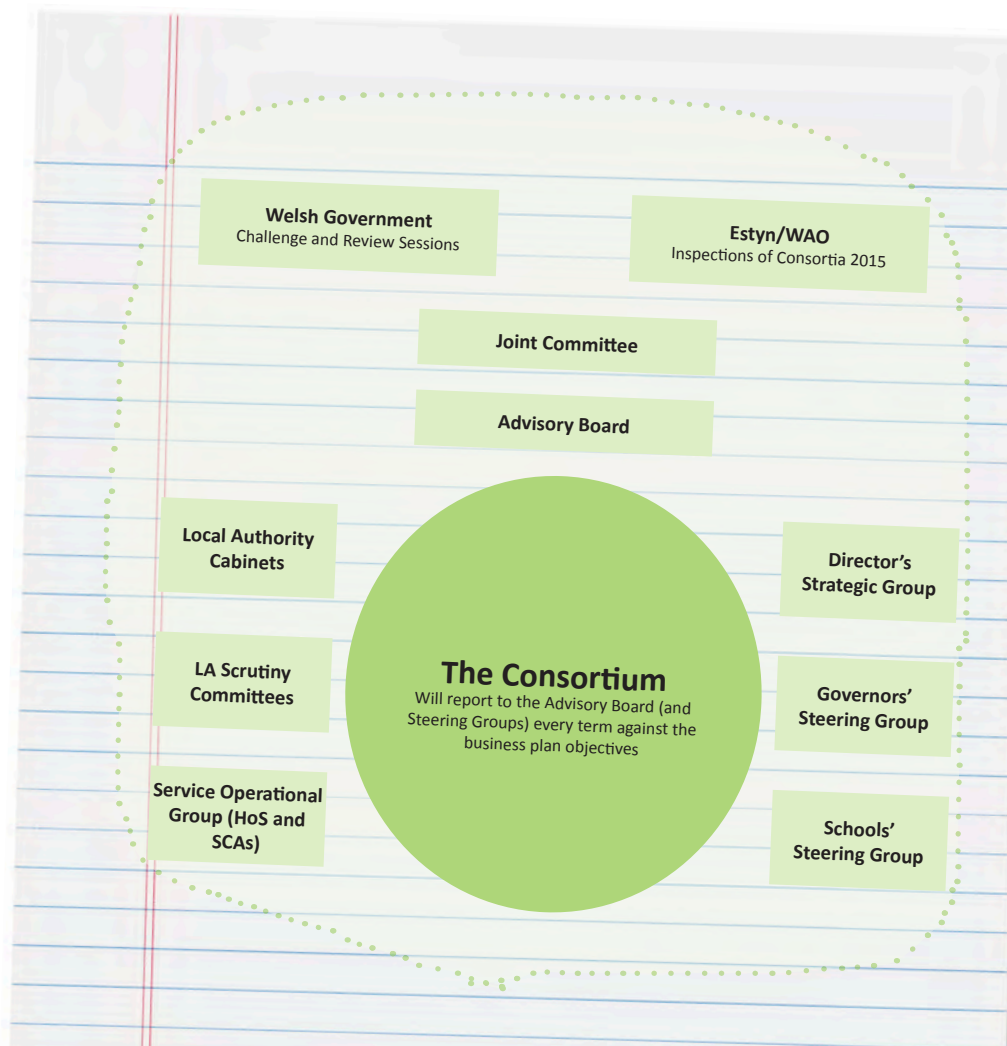 Welsh Government
Challenge and Review Sessions
Estyn/WAO
Inspections of Consortia 2015
Joint Committee
Advisory Board
Local Authority
Cabinets
Director's
Strategic Group
The Consortium
Will report to the Advisory Board (and
Steering Groups) every term against the
business plan objectives
LA Scrutiny
Committees
Governors'
Steering Group
Service Operational
Group (HoS and
SCAs)
Schools'
Steering Group